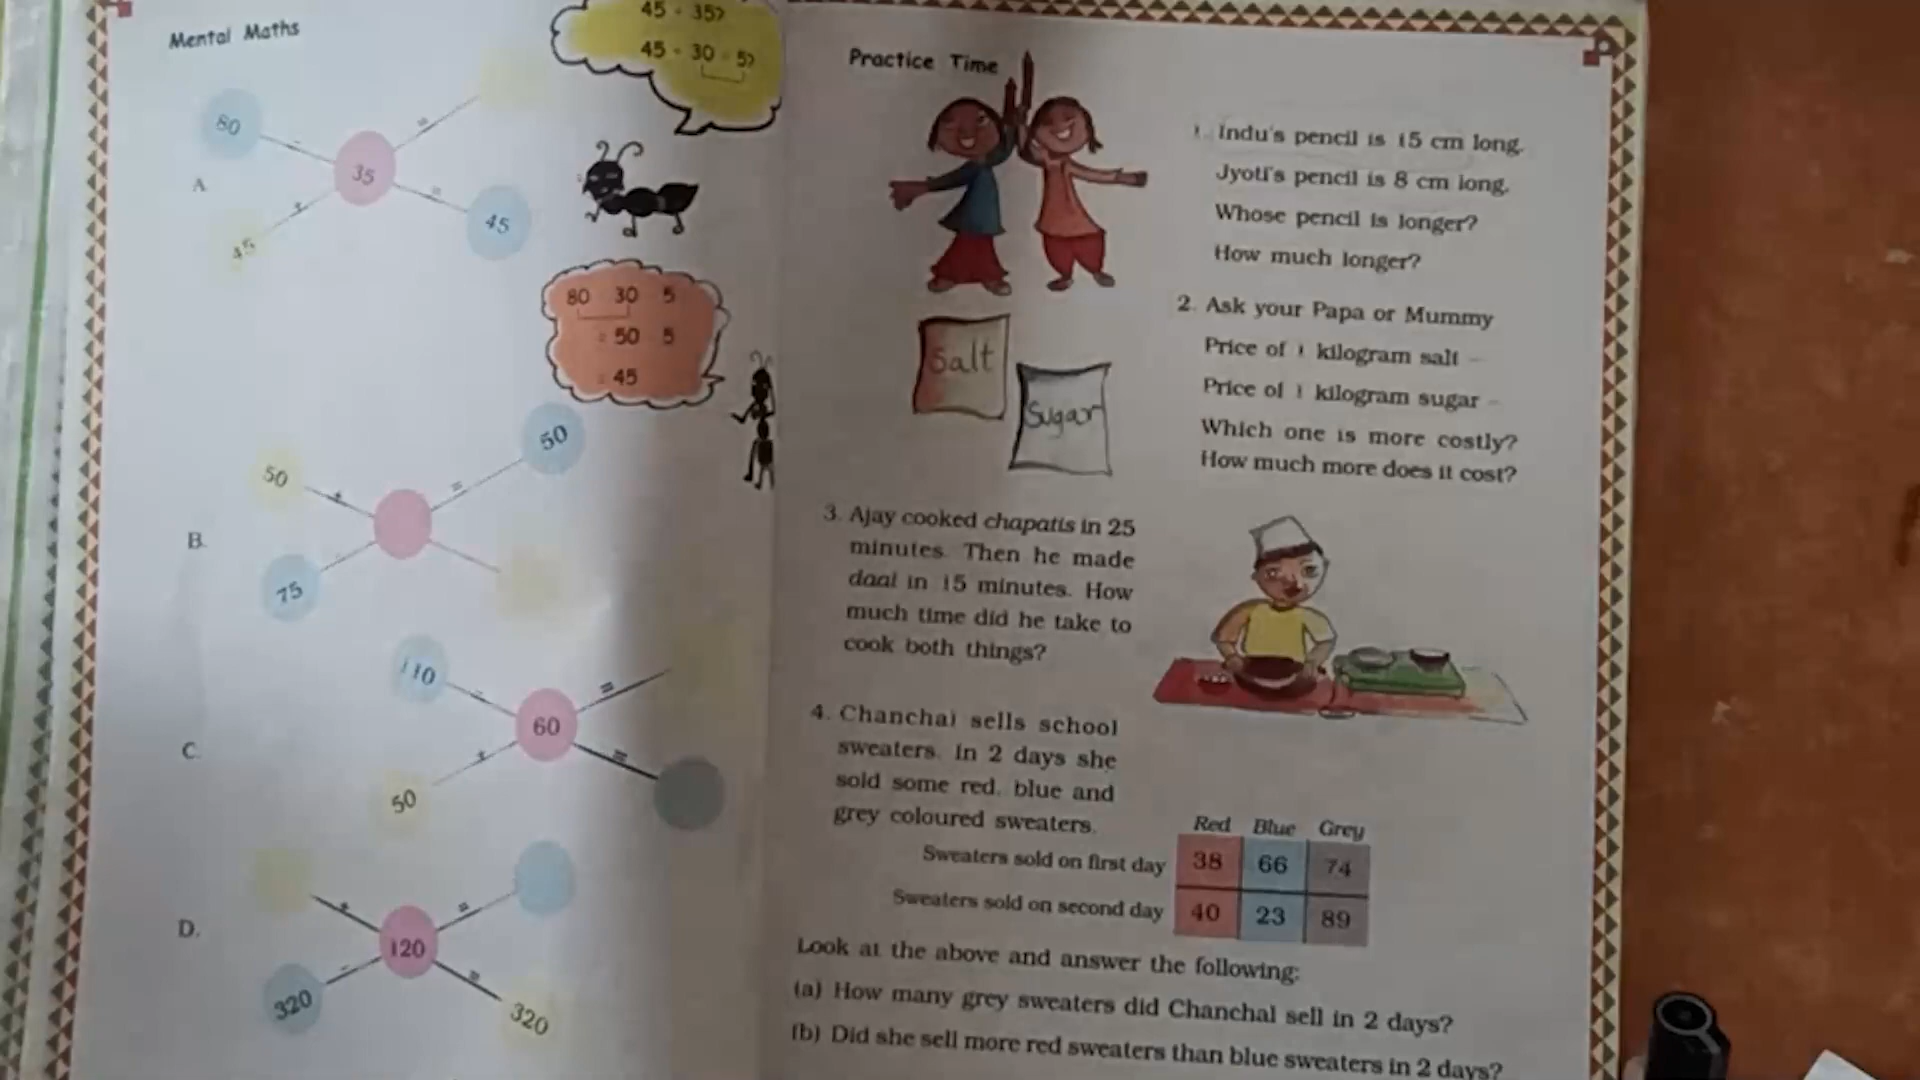 Mental Maths
45 + 35?
45 + 30 + 5?
80 - 35 =
A
45 +
= 45
80 30 5
= 50 5
= 45
50 + = 50
B.
75 -
110 - 60 =
C.
50 + =
+ 120 =
D.
320 - = 320
Practice Time
1. Indu's pencil is 15 cm long.
Jyoti's pencil is 8 cm long.
Whose pencil is longer?
How much longer?
Salt
Sugar
2. Ask your Papa or Mummy
Price of 1 kilogram salt –
Price of 1 kilogram sugar –
Which one is more costly?
How much more does it cost?
3. Ajay cooked chapatis in 25
minutes. Then he made
daal in 15 minutes. How
much time did he take to
cook both things?
4. Chanchal sells school
sweaters. In 2 days she
sold some red, blue and
grey coloured sweaters.
Red Blue Grey
Sweaters sold on first day 38 66 74
Sweaters sold on second day 40 23 89
Look at the above and answer the following:
(a) How many grey sweaters did Chanchal sell in 2 days?
(b) Did she sell more red sweaters than blue sweaters in 2 days?